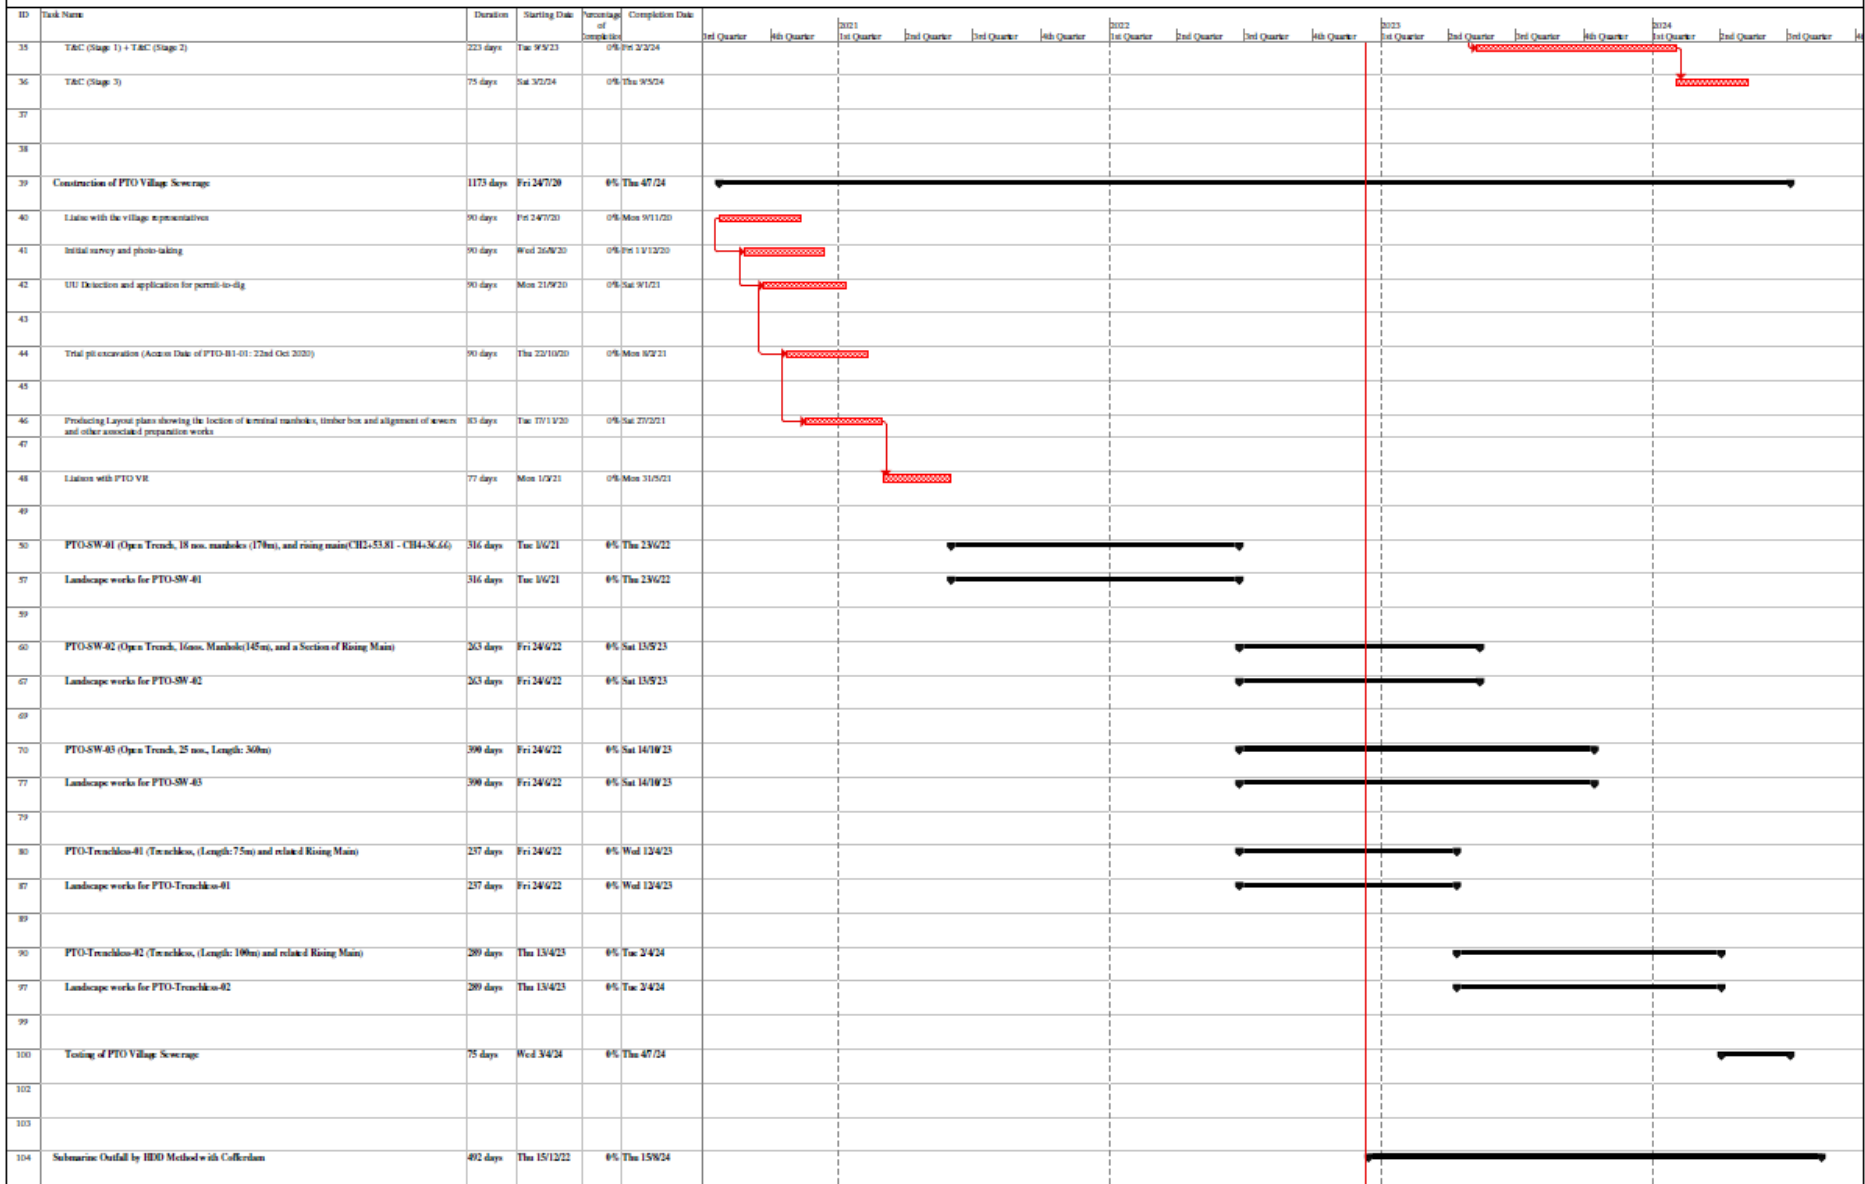 ID Task Name Duration Starting Date Percentage of Completion Completion Date
2021 2022 2023 2024
3rd Quarter 4th Quarter 1st Quarter 2nd Quarter 3rd Quarter 4th Quarter 1st Quarter 2nd Quarter 3rd Quarter 4th Quarter 1st Quarter 2nd Quarter 3rd Quarter 4th Quarter 1st Quarter 2nd Quarter 3rd Quarter
35 T&C (Stage 1) + T&C (Stage 2) 223 days Tue 9/5/23 0% Fri 2/2/24
36 T&C (Stage 3) 75 days Sat 3/2/24 0% Thu 9/5/24
37
38
39 Construction of PTO Village Sewerage 1173 days Fri 24/7/20 0% Thu 4/7/24
40 Liaise with the village representatives 90 days Fri 24/7/20 0% Mon 9/11/20
41 Initial survey and photo-taking 90 days Wed 26/8/20 0% Fri 11/12/20
42 UU Detection and application for permit-to-dig 90 days Mon 21/9/20 0% Sat 9/1/21
43
44 Trial pit excavation (Access Date of PTO-B1-01: 22nd Oct 2020) 90 days Thu 22/10/20 0% Mon 8/2/21
45
46 Producing Layout plans showing the loction of terminal manholes, timber box and alignment of sewers 83 days Tue 17/11/20 0% Sat 27/2/21
and other associated preparation works
47
48 Liaison with PTO VR 77 days Mon 1/3/21 0% Mon 31/5/21
49
50 PTO-SW-01 (Open Trench, 18 nos. manholes (170m), and rising main(CH2+53.81 - CH4+36.66) 316 days Tue 1/6/21 0% Thu 23/6/22
57 Landscape works for PTO-SW-01 316 days Tue 1/6/21 0% Thu 23/6/22
59
60 PTO-SW-02 (Open Trench, 16nos. Manhole(145m), and a Section of Rising Main) 263 days Fri 24/6/22 0% Sat 13/5/23
67 Landscape works for PTO-SW-02 263 days Fri 24/6/22 0% Sat 13/5/23
69
70 PTO-SW-03 (Open Trench, 25 nos., Length: 360m) 390 days Fri 24/6/22 0% Sat 14/10/23
77 Landscape works for PTO-SW-03 390 days Fri 24/6/22 0% Sat 14/10/23
79
80 PTO-Trenchless-01 (Trenchless, (Length: 75m) and related Rising Main) 237 days Fri 24/6/22 0% Wed 12/4/23
87 Landscape works for PTO-Trenchless-01 237 days Fri 24/6/22 0% Wed 12/4/23
89
90 PTO-Trenchless-02 (Trenchless, (Length: 100m) and related Rising Main) 289 days Thu 13/4/23 0% Tue 2/4/24
97 Landscape works for PTO-Trenchless-02 289 days Thu 13/4/23 0% Tue 2/4/24
99
100 Testing of PTO Village Sewerage 75 days Wed 3/4/24 0% Thu 4/7/24
102
103
104 Submarine Outfall by HDD Method with Cofferdam 492 days Thu 15/12/22 0% Thu 15/8/24